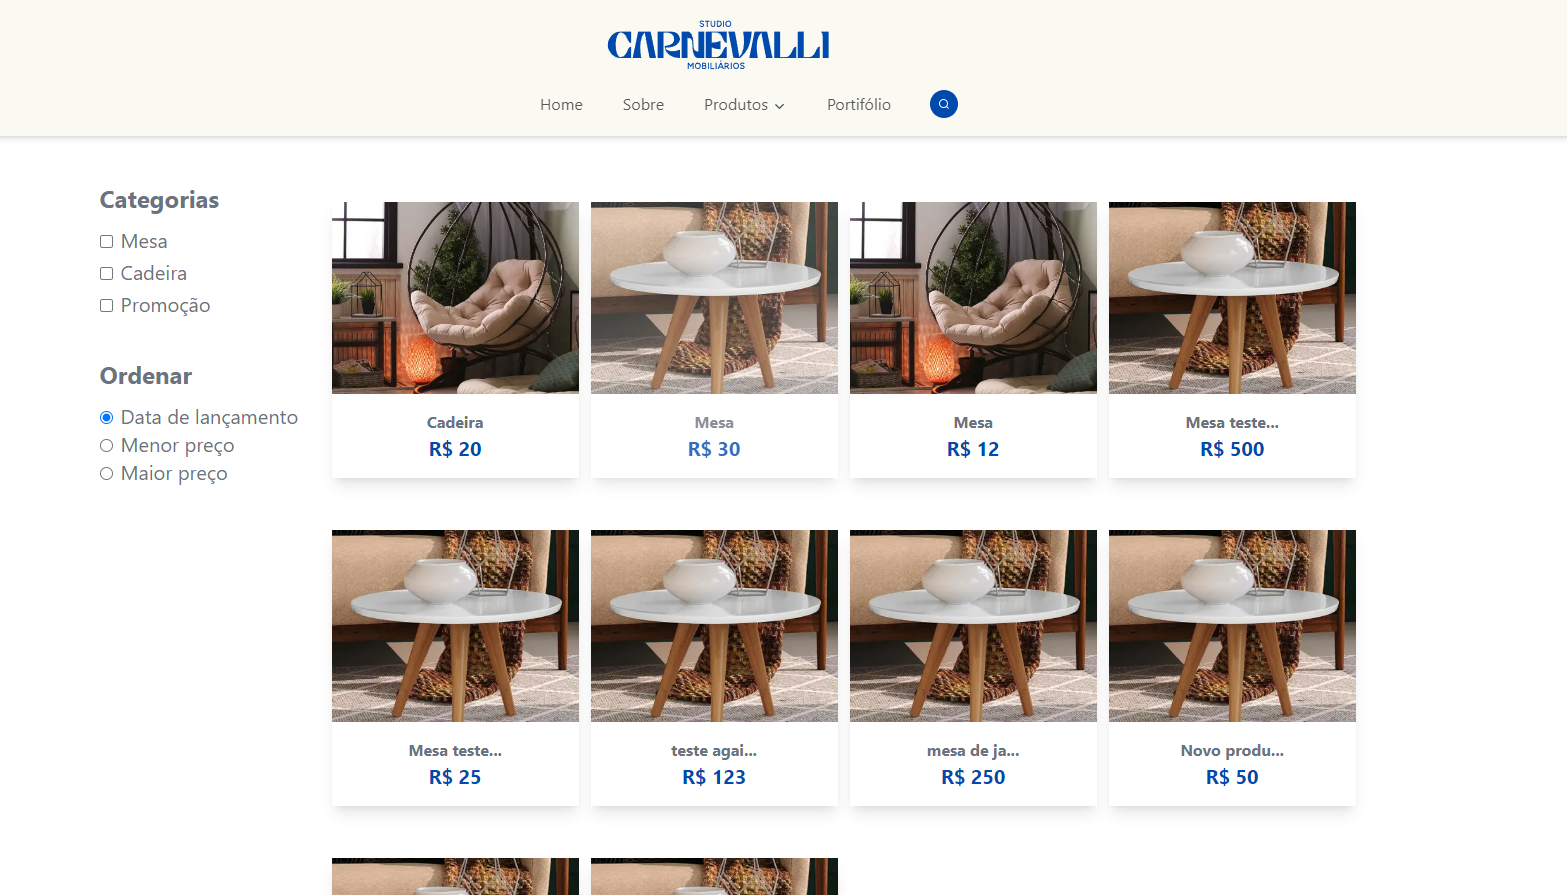 STUDIO
CARNEVALLI
MOBILIÁRIOS
Home Sobre Produtos Portifólio
Categorias
Mesa
Cadeira
Promoção
Ordenar
Data de lançamento
Menor preço
Maior preço
Cadeira
R$ 20
Mesa
R$ 30
Mesa
R$ 12
Mesa teste...
R$ 500
Mesa teste...
R$ 25
teste agai...
R$ 123
mesa de ja...
R$ 250
Novo produ...
R$ 50